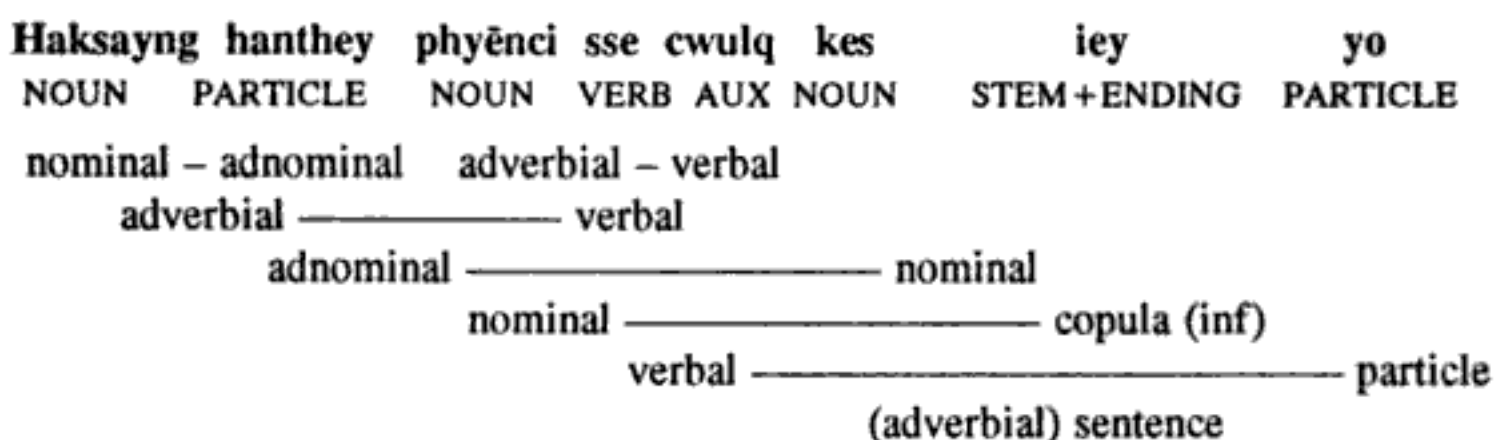 Haksayng hanthey phyēnci sse cwulq kes iey yo
NOUN PARTICLE NOUN VERB AUX NOUN STEM+ENDING PARTICLE
nominal – adnominal adverbial – verbal
adverbial ——— verbal
adnominal ——— nominal
nominal ——— copula (inf)
verbal ——— particle
(adverbial) sentence